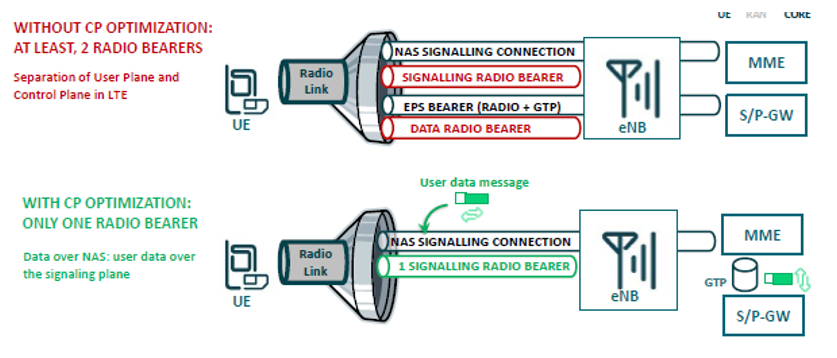 UE RAN CORE
WITHOUT CP OPTIMIZATION:
AT LEAST, 2 RADIO BEARERS
Separation of User Plane and
Control Plane in LTE
UE
Radio
Link
NAS SIGNALLING CONNECTION
SIGNALLING RADIO BEARER
EPS BEARER (RADIO + GTP)
DATA RADIO BEARER
eNB
MME
S/P-GW
WITH CP OPTIMIZATION:
ONLY ONE RADIO BEARER
Data over NAS: user data over
the signaling plane
UE
Radio
Link
User data message
NAS SIGNALLING CONNECTION
1 SIGNALLING RADIO BEARER
eNB
MME
GTP
S/P-GW